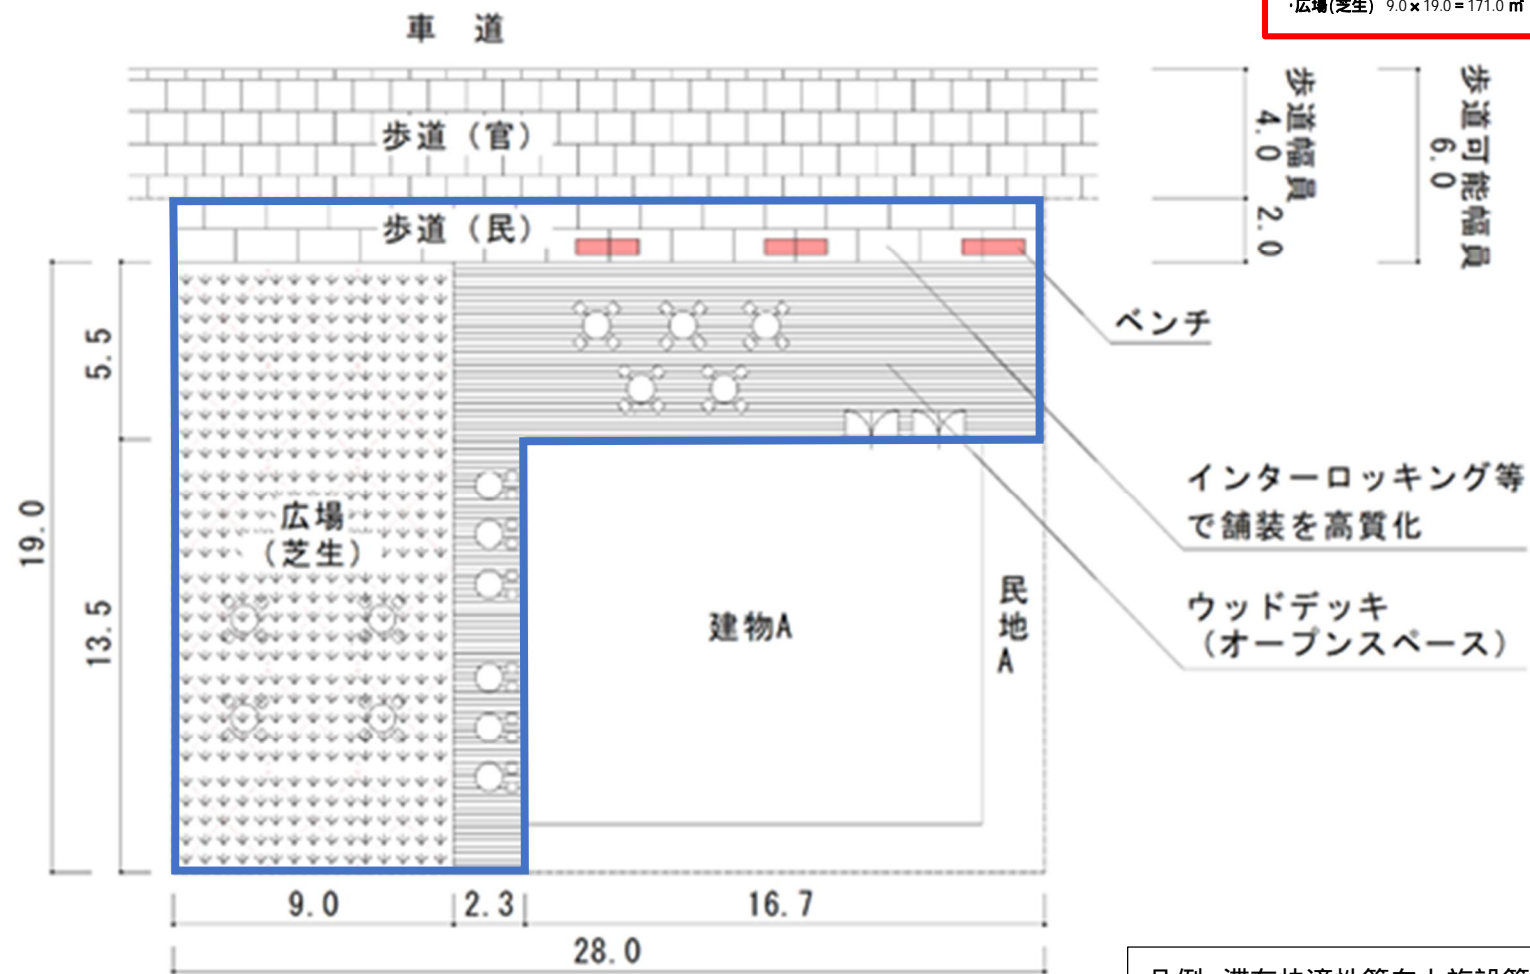 ・広場(芝生) 9.0×19.0=171.0㎡
車 道
歩道（官）
歩道（民）
歩道幅員
4.0
2.0
歩道可能幅員
6.0
ベンチ
5.5
19.0
13.5
広場
（芝生）
インターロッキング等
で舗装を高質化
ウッドデッキ
（オープンスペース）
建物A
民地A
9.0
2.3
16.7
28.0